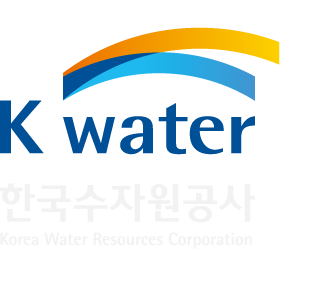 K water
한국수자원공사
Korea Water Resources Corporation